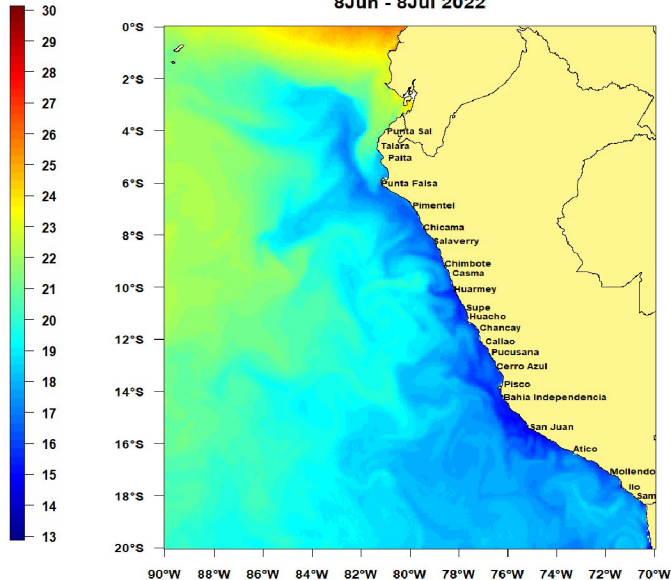 8Jun - 8Jul 2022
30
29
28
27
26
25
24
23
22
21
20
19
18
17
16
15
14
13
0°S
2°S
4°S
6°S
8°S
10°S
12°S
14°S
16°S
18°S
20°S
Punta Sal
Talara
Paita
Punta Falsa
Pimentel
Chicama
Salaverry
Chimbote
Casma
Huarmey
Supe
Huacho
Chancay
Callao
Pucusana
Cerro Azul
Pisco
Bahia Independencia
San Juan
Atico
Mollendo
Ilo
Sam
90°W 88°W 86°W 84°W 82°W 80°W 78°W 76°W 74°W 72°W 70°W